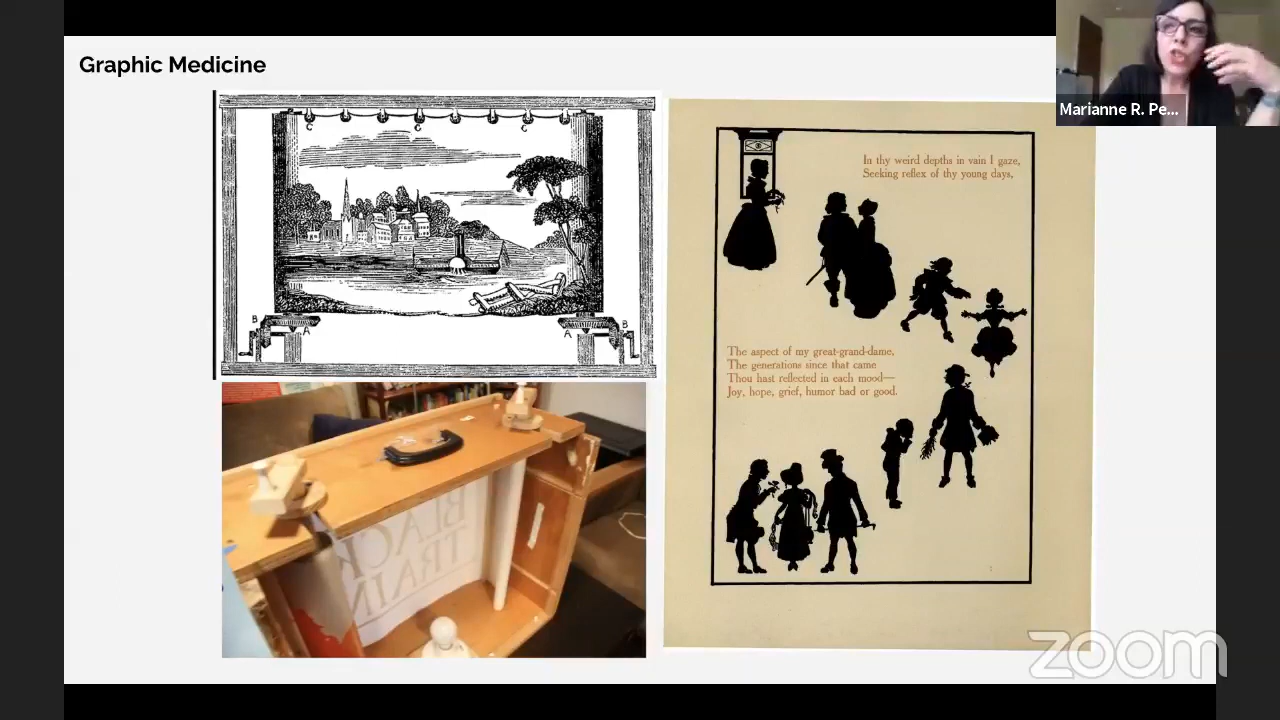 Graphic Medicine
Marianne R. Pe...
C
C
C
B
A
A
B
In thy weird depths in vain I gaze,
Seeking reflex of thy young days,
The aspect of my great-grand-dame,
The generations since that came
Thou hast reflected in each mood—
Joy, hope, grief, humor bad or good.
BLACK
TRAIN
zoom